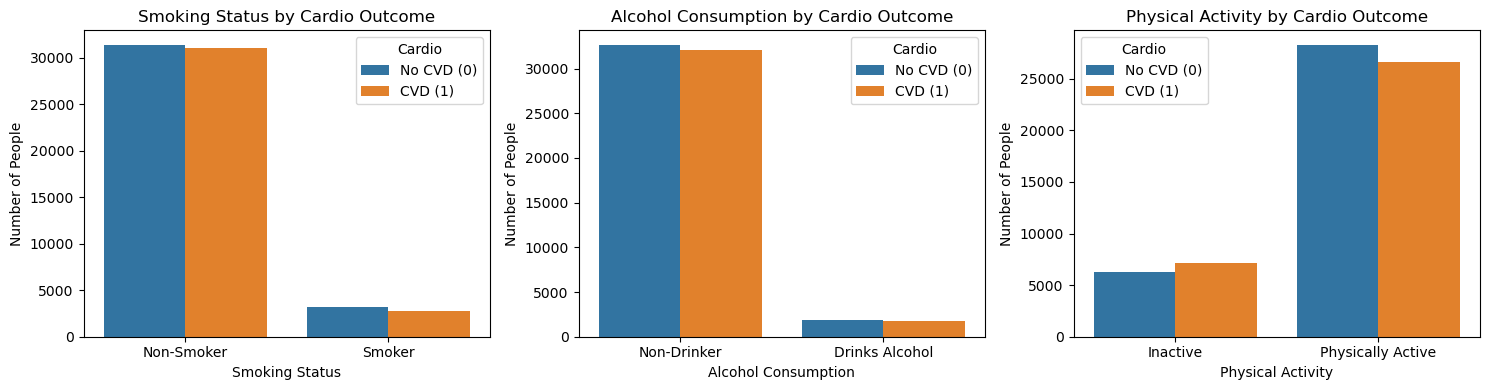 Smoking Status by Cardio Outcome
Number of People
30000
25000
20000
15000
10000
5000
0
Cardio
No CVD (0)
CVD (1)
Non-Smoker
Smoker
Smoking Status
Alcohol Consumption by Cardio Outcome
Number of People
30000
25000
20000
15000
10000
5000
0
Cardio
No CVD (0)
CVD (1)
Non-Drinker
Drinks Alcohol
Alcohol Consumption
Physical Activity by Cardio Outcome
Number of People
25000
20000
15000
10000
5000
0
Cardio
No CVD (0)
CVD (1)
Inactive
Physically Active
Physical Activity